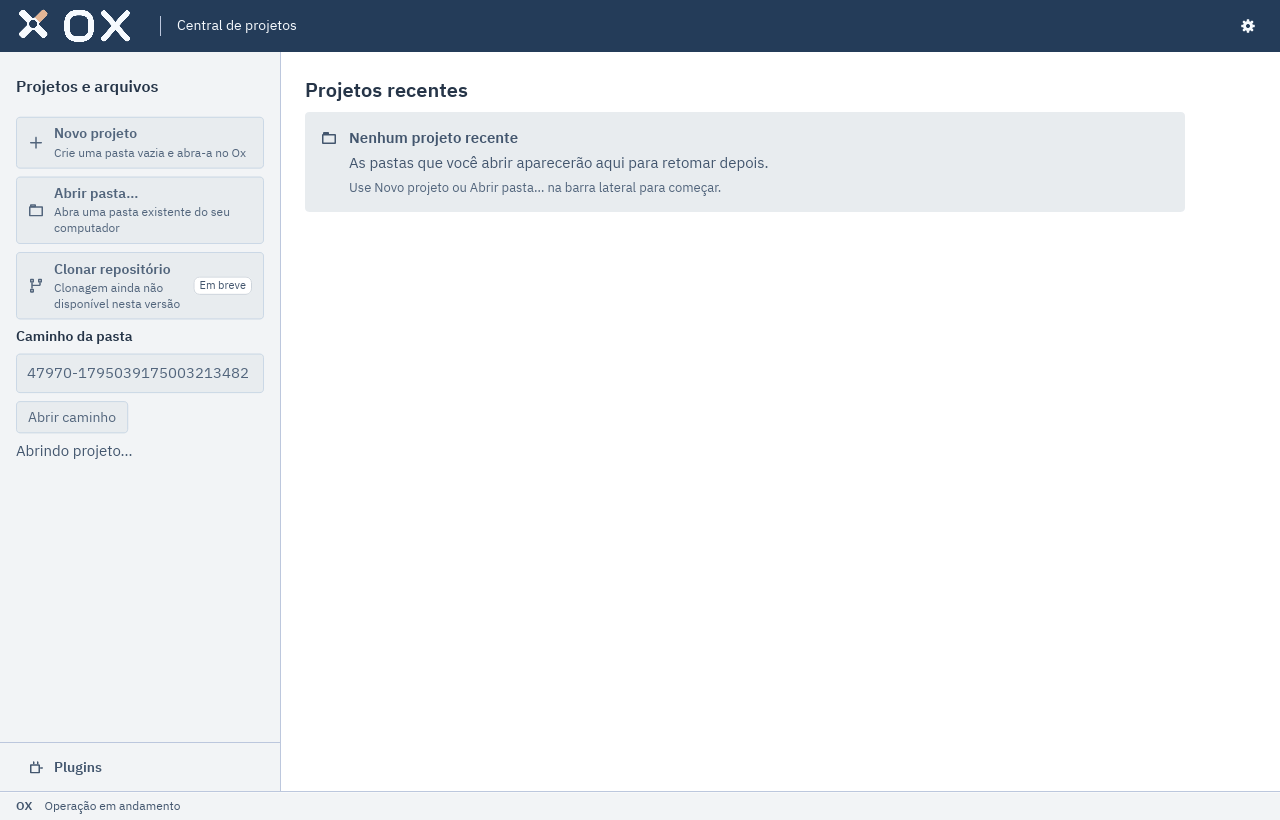 OX
Central de projetos
Projetos e arquivos
Novo projeto
Crie uma pasta vazia e abra-a no Ox
Abrir pasta...
Abra uma pasta existente do seu
computador
Clonar repositório
Clonagem ainda não
disponível nesta versão
Em breve
Caminho da pasta
47970-1795039175003213482
Abrir caminho
Abrindo projeto...
Plugins
Projetos recentes
Nenhum projeto recente
As pastas que você abrir aparecerão aqui para retomar depois.
Use Novo projeto ou Abrir pasta... na barra lateral para começar.
OX Operação em andamento